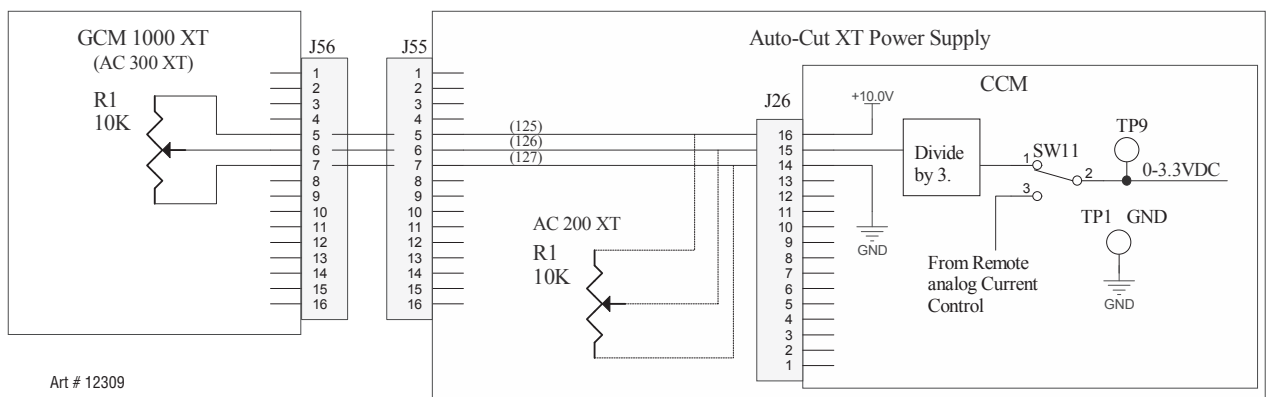 GCM 1000 XT
(AC 300 XT)
R1
10K
J56
1
2
3
4
5
6
7
8
9
10
11
12
13
14
15
16
J55
1
2
3
4
5
6
7
8
9
10
11
12
13
14
15
16
Auto-Cut XT Power Supply
(125)
(126)
(127)
AC 200 XT
R1
10K
J26
16
15
14
13
12
11
10
9
8
7
6
5
4
3
2
1
CCM
+10.0V
GND
Divide
by 3.
1
SW11
2
3
TP9
0-3.3VDC
TP1 GND
GND
From Remote
analog Current
Control
Art # 12309